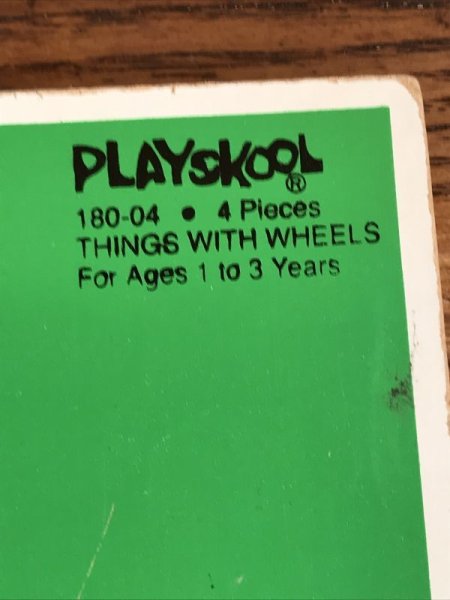 PLAYSKOOL®
180-04 • 4 Pieces
THINGS WITH WHEELS
For Ages 1 to 3 Years